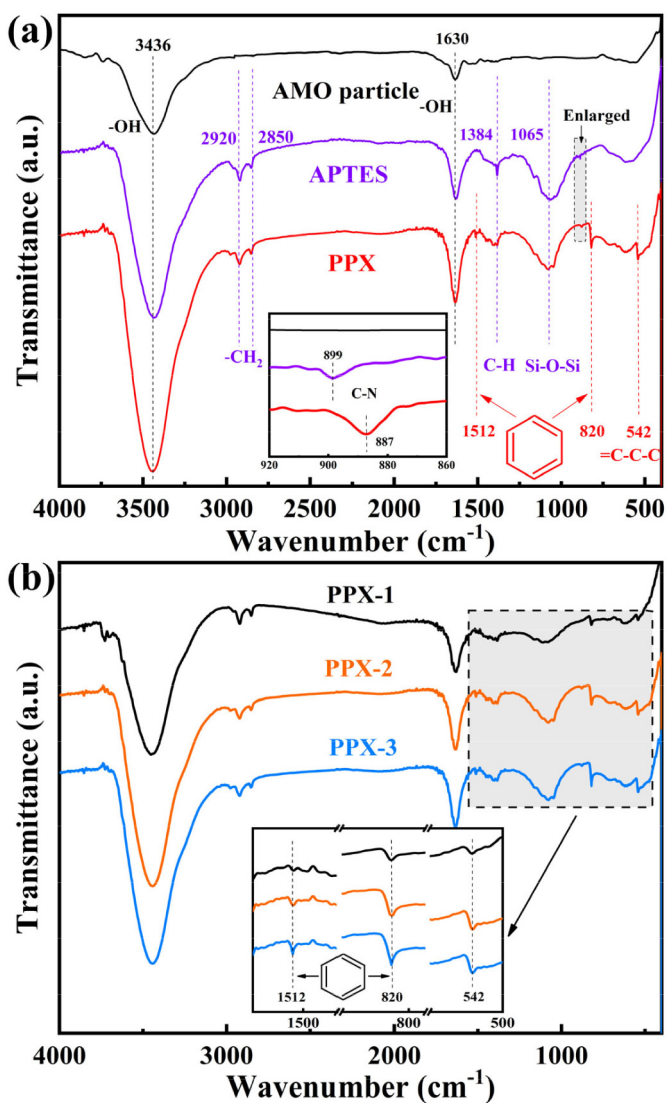 (a)
3436
1630
AMO particle
-OH
-OH
2920
2850
1384
1065
Enlarged
APTES
PPX
-CH2
899
C-N
887
920 900 880 860
C-H Si-O-Si
1512
820
542
=C-C-C
Transmittance (a.u.)
4000 3500 3000 2500 2000 1500 1000 500
Wavenumber (cm-1)
(b)
PPX-1
PPX-2
PPX-3
1512
820
542
1500 800 500
Transmittance (a.u.)
4000 3000 2000 1000
Wavenumber (cm-1)